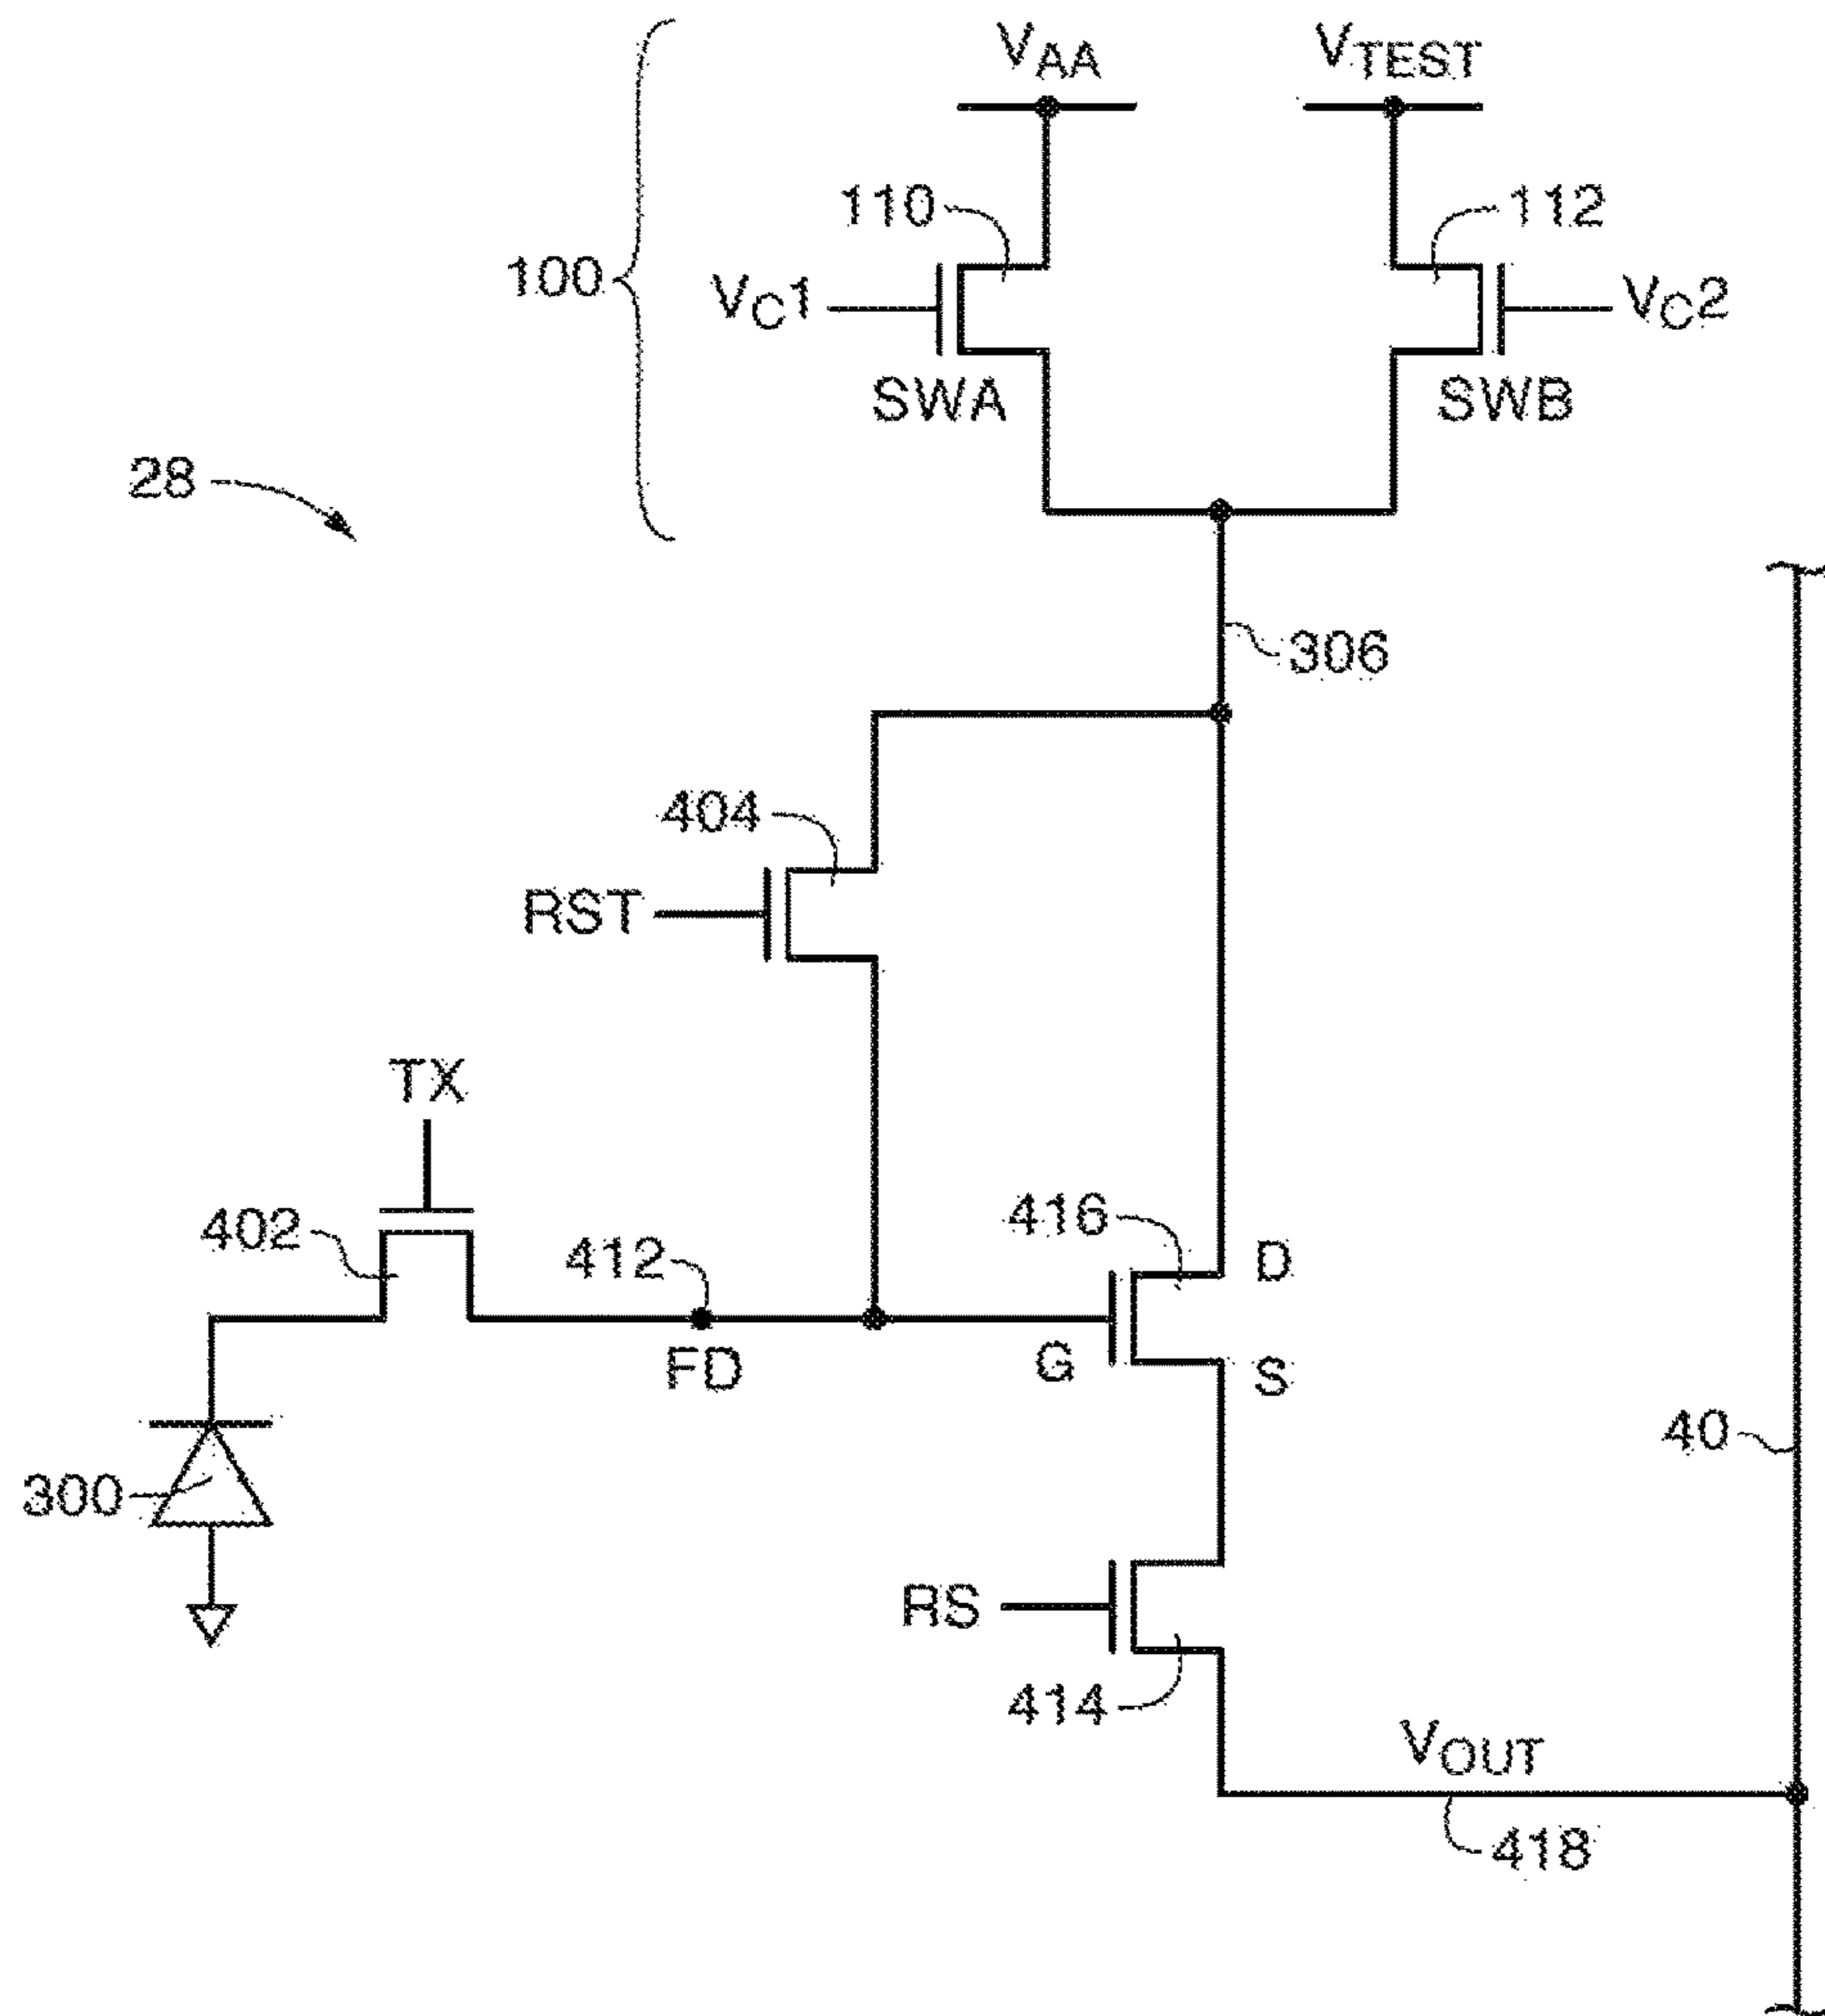 VAA
VTEST
110
112
100
VC1
VC2
SWA
SWB
28
306
404
RST
TX
402
412
416
D
FD
G
S
40
300
RS
414
VOUT
418